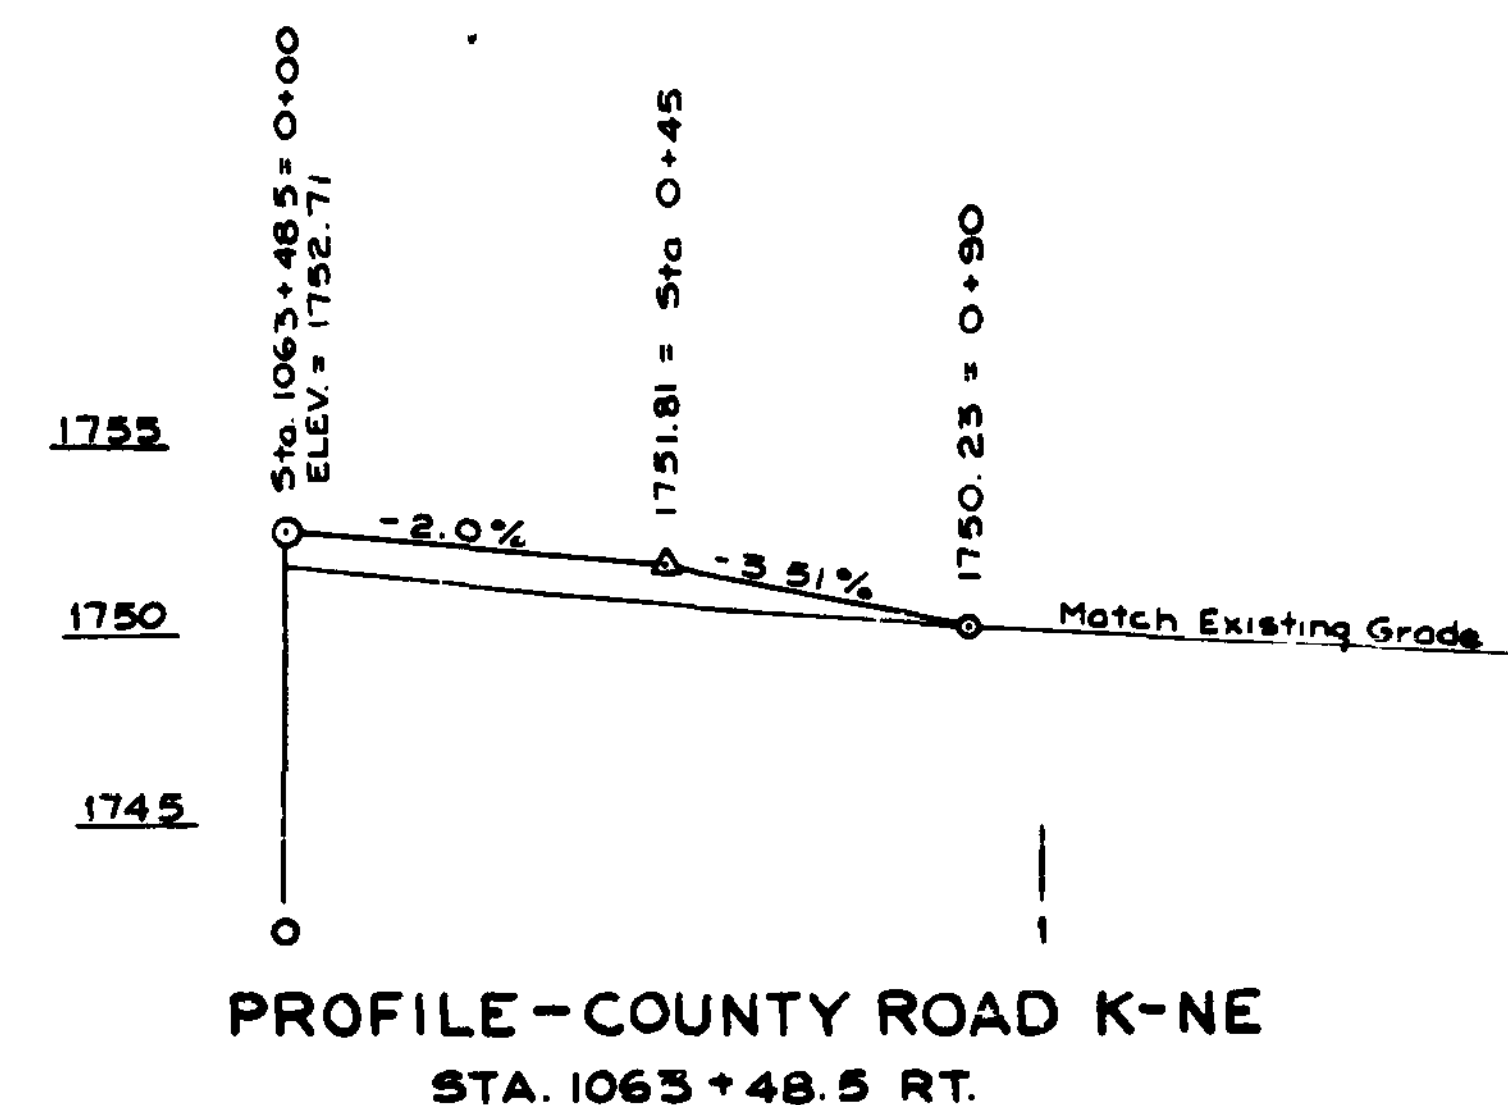 Sta. 1063+48.5 = 0+00
ELEV. = 1752.71
1751.81 = Sta 0+45
1750.23 = 0+90
1755
-2.0%
-3 51%
1750
Match Existing Grade
1745
0
1
PROFILE-COUNTY ROAD K-NE
STA. 1063+48.5 RT.